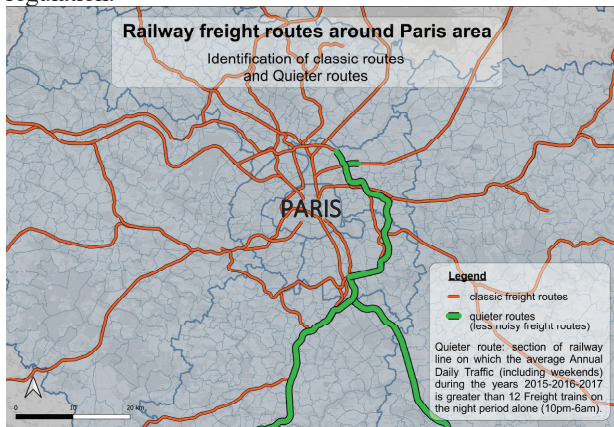 regulation.
Railway freight routes around Paris area
Identification of classic routes
and Quieter routes
PARIS
Legend
classic freight routes
quieter routes
(less noisy freight routes)
Quieter route: section of railway
line on which the average Annual
Daily Traffic (including weekends)
during the years 2015-2016-2017
is greater than 12 Freight trains on
the night period alone (10pm-6am).
0 10 20 km